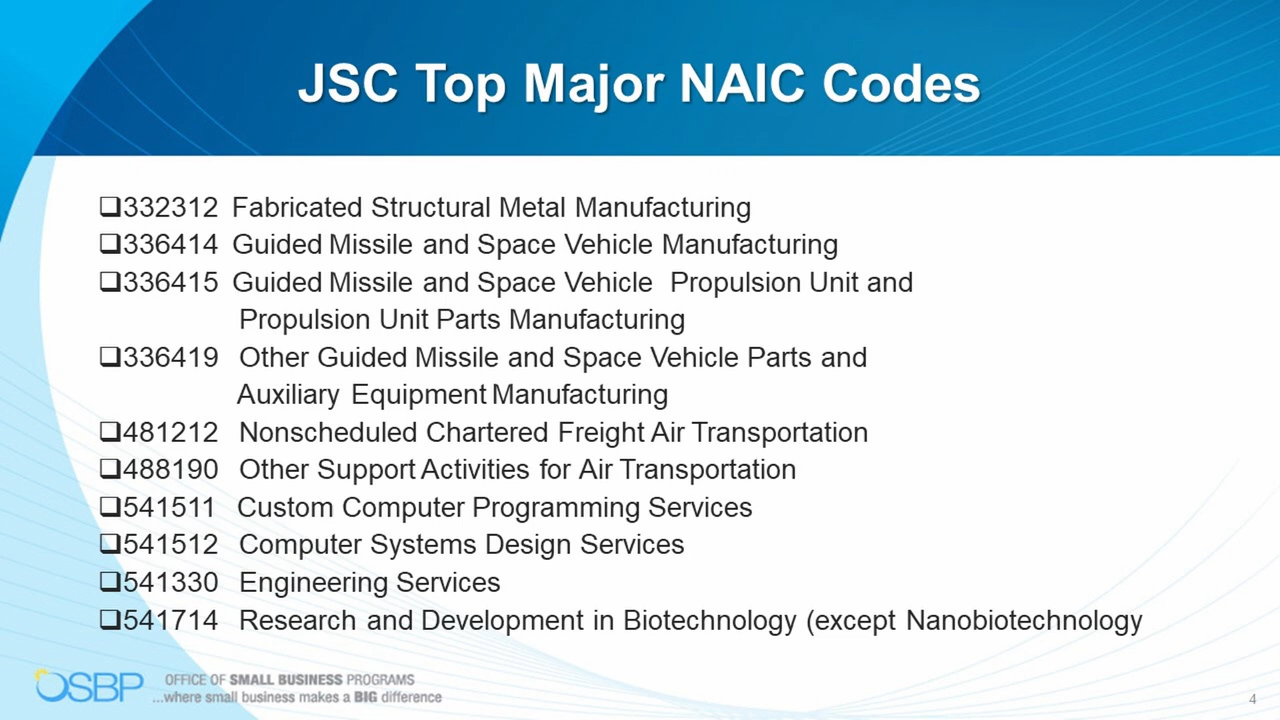 JSC Top Major NAIC Codes
❑332312 Fabricated Structural Metal Manufacturing
❑336414 Guided Missile and Space Vehicle Manufacturing
❑336415 Guided Missile and Space Vehicle Propulsion Unit and
Propulsion Unit Parts Manufacturing
❑336419 Other Guided Missile and Space Vehicle Parts and
Auxiliary Equipment Manufacturing
❑481212 Nonscheduled Chartered Freight Air Transportation
❑488190 Other Support Activities for Air Transportation
❑541511 Custom Computer Programming Services
❑541512 Computer Systems Design Services
❑541330 Engineering Services
❑541714 Research and Development in Biotechnology (except Nanobiotechnology
OSBP OFFICE OF SMALL BUSINESS PROGRAMS
...where small business makes a BIG difference
4